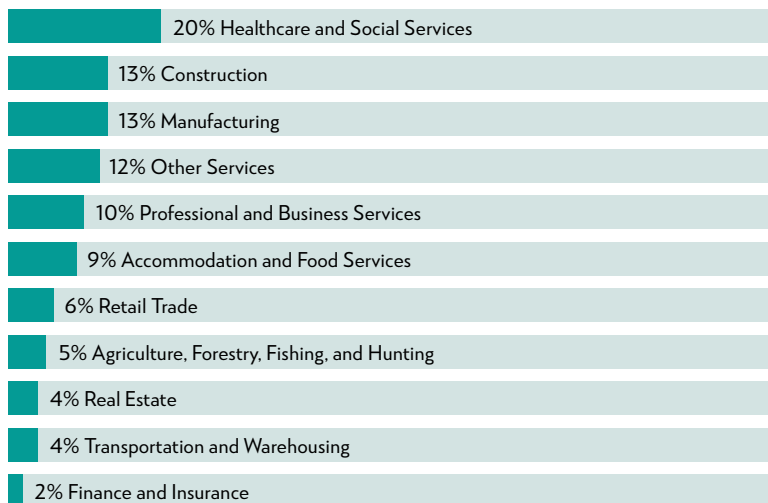 20% Healthcare and Social Services
13% Construction
13% Manufacturing
12% Other Services
10% Professional and Business Services
9% Accommodation and Food Services
6% Retail Trade
5% Agriculture, Forestry, Fishing, and Hunting
4% Real Estate
4% Transportation and Warehousing
2% Finance and Insurance